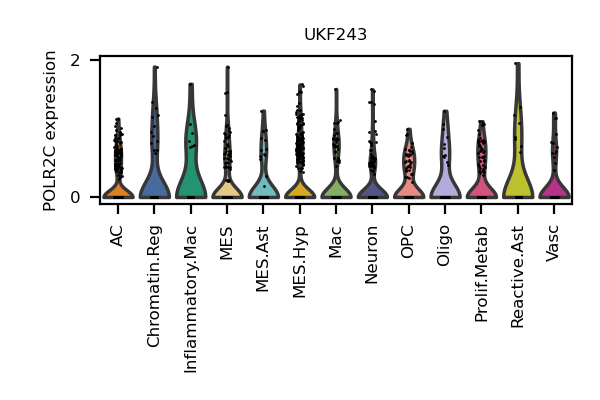 UKF243
POLR2C expression
2
0
AC
Chromatin.Reg
Inflammatory.Mac
MES
MES.Ast
MES.Hyp
Mac
Neuron
OPC
Oligo
Prolif.Metab
Reactive.Ast
Vasc